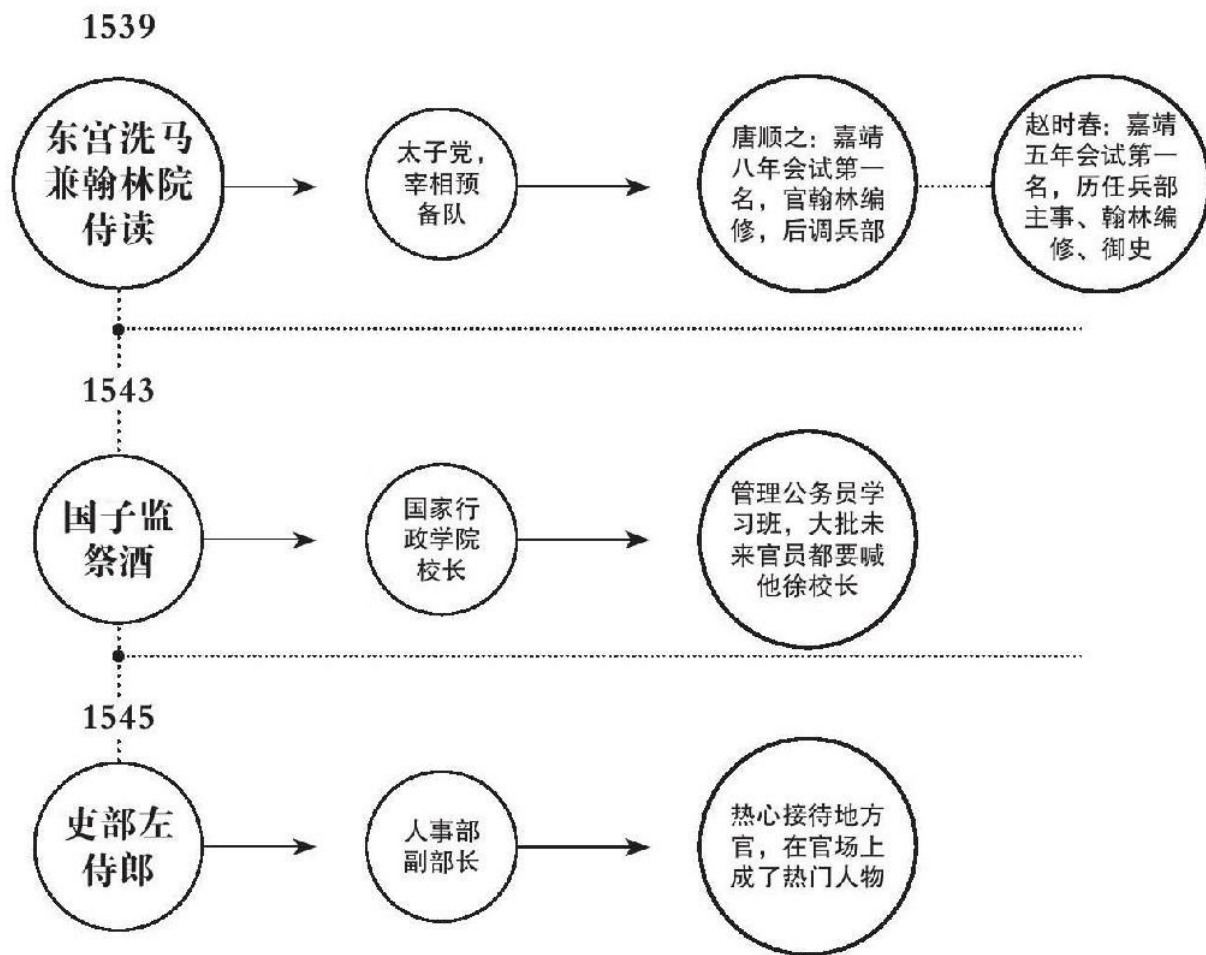 1539
东宫洗马
兼翰林院
侍读
太子党，
宰相预
备队
唐顺之：嘉靖
八年会试第一
名，官翰林编
修，后调兵部
赵时春：嘉靖
五年会试第一
名，历任兵部
主事、翰林编
修、御史
1543
国子监
祭酒
国家行
政学院
校长
管理公务员学
习班，大批未
来官员都要喊
他徐校长
1545
吏部左
侍郎
人事部
副部长
热心接待地方
官，在官场上
成了热门人物